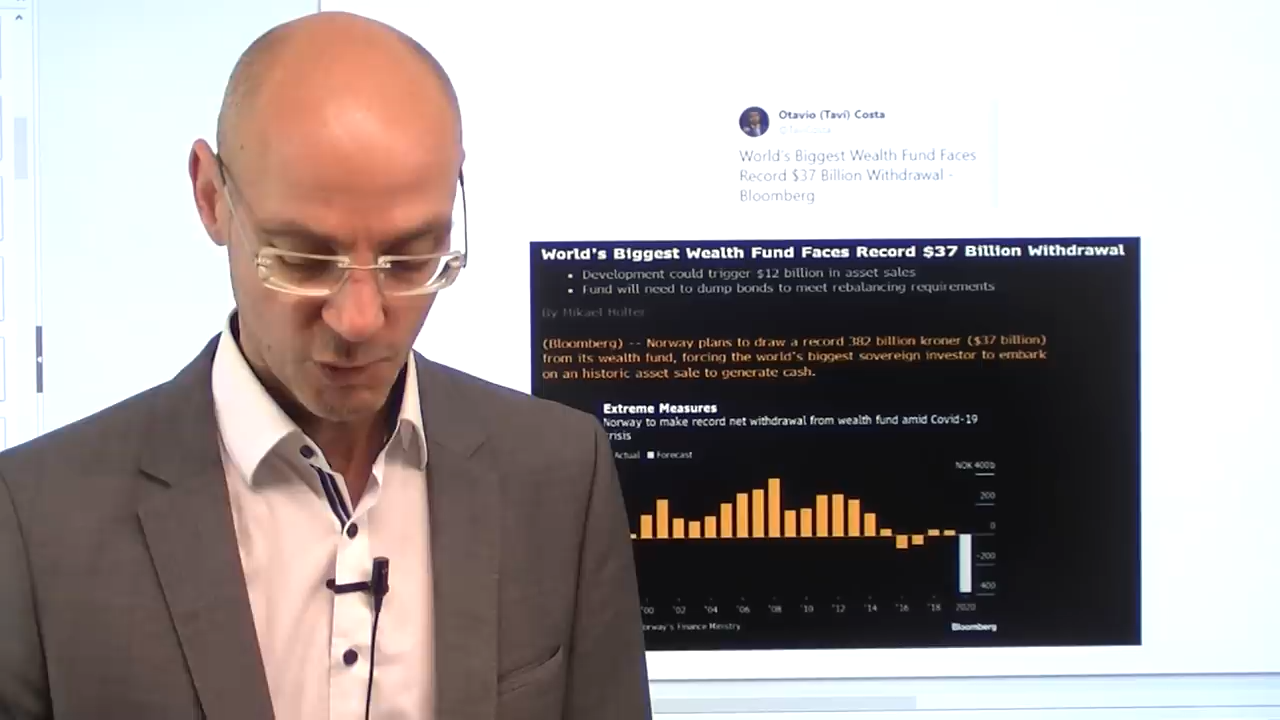 Otavio (Tavi) Costa
World's Biggest Wealth Fund Faces
Record $37 Billion Withdrawal -
Bloomberg
World's Biggest Wealth Fund Faces Record $37 Billion Withdrawal
• Development could trigger $12 billion in asset sales
• Fund will need to dump bonds to meet rebalancing requirements
By Mikael Holter
(Bloomberg) -- Norway plans to draw a record 382 billion kroner ($37 billion)
from its wealth fund, forcing the world's biggest sovereign investor to embark
on an historic asset sale to generate cash.
Extreme Measures
Norway to make record net withdrawal from wealth fund amid Covid-19
crisis
Actual Forecast
NOK 400b
200
0
-200
400
'00 '02 '04 '06 '08 '10 '12 '14 '16 '18 2020
orway's Finance Ministry
Bloomberg